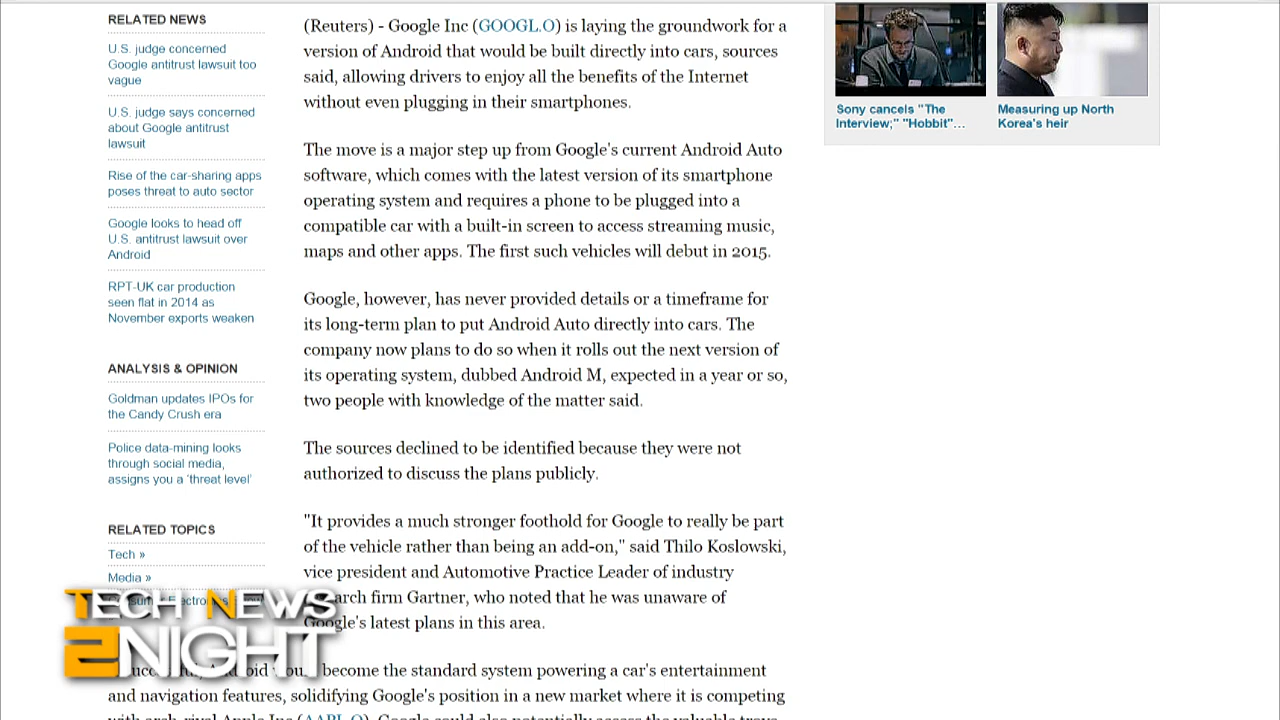 RELATED NEWS
U.S. judge concerned
Google antitrust lawsuit too
vague
U.S. judge says concerned
about Google antitrust
lawsuit
Rise of the car-sharing apps
poses threat to auto sector
Google looks to head off
U.S. antitrust lawsuit over
Android
RPT-UK car production
seen flat in 2014 as
November exports weaken
ANALYSIS & OPINION
Goldman updates IPOs for
the Candy Crush era
Police data-mining looks
through social media,
assigns you a 'threat level'
RELATED TOPICS
Tech »
Media »
(Reuters) - Google Inc (GOOGL.O) is laying the groundwork for a
version of Android that would be built directly into cars, sources
said, allowing drivers to enjoy all the benefits of the Internet
without even plugging in their smartphones.
The move is a major step up from Google's current Android Auto
software, which comes with the latest version of its smartphone
operating system and requires a phone to be plugged into a
compatible car with a built-in screen to access streaming music,
maps and other apps. The first such vehicles will debut in 2015.
Google, however, has never provided details or a timeframe for
its long-term plan to put Android Auto directly into cars. The
company now plans to do so when it rolls out the next version of
its operating system, dubbed Android M, expected in a year or so,
two people with knowledge of the matter said.
The sources declined to be identified because they were not
authorized to discuss the plans publicly.
"It provides a much stronger foothold for Google to really be part
of the vehicle rather than being an add-on," said Thilo Koslowski,
vice president and Automotive Practice Leader of industry
firm Gartner, who noted that he was unaware of
Google's latest plans in this area.
become the standard system powering a car's entertainment
and navigation features, solidifying Google's position in a new market where it is competing
with arch-rival Apple Inc (AAPL.O). Google could also potentially access the valuable trove
Sony cancels "The
Interview;" "Hobbit"...
Measuring up North
Korea's heir
TECH NEWS
2NIGHT